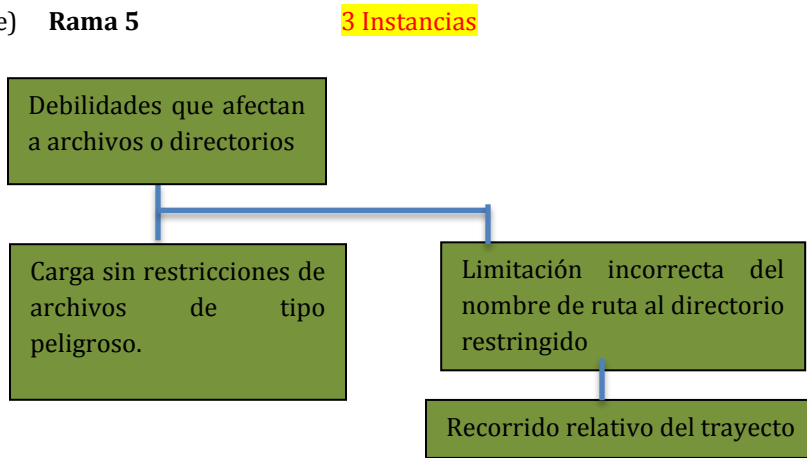 e) Rama 5 3 Instancias
Debilidades que afectan
a archivos o directorios
Carga sin restricciones de
archivos de tipo
peligroso.
Limitación incorrecta del
nombre de ruta al directorio
restringido
Recorrido relativo del trayecto